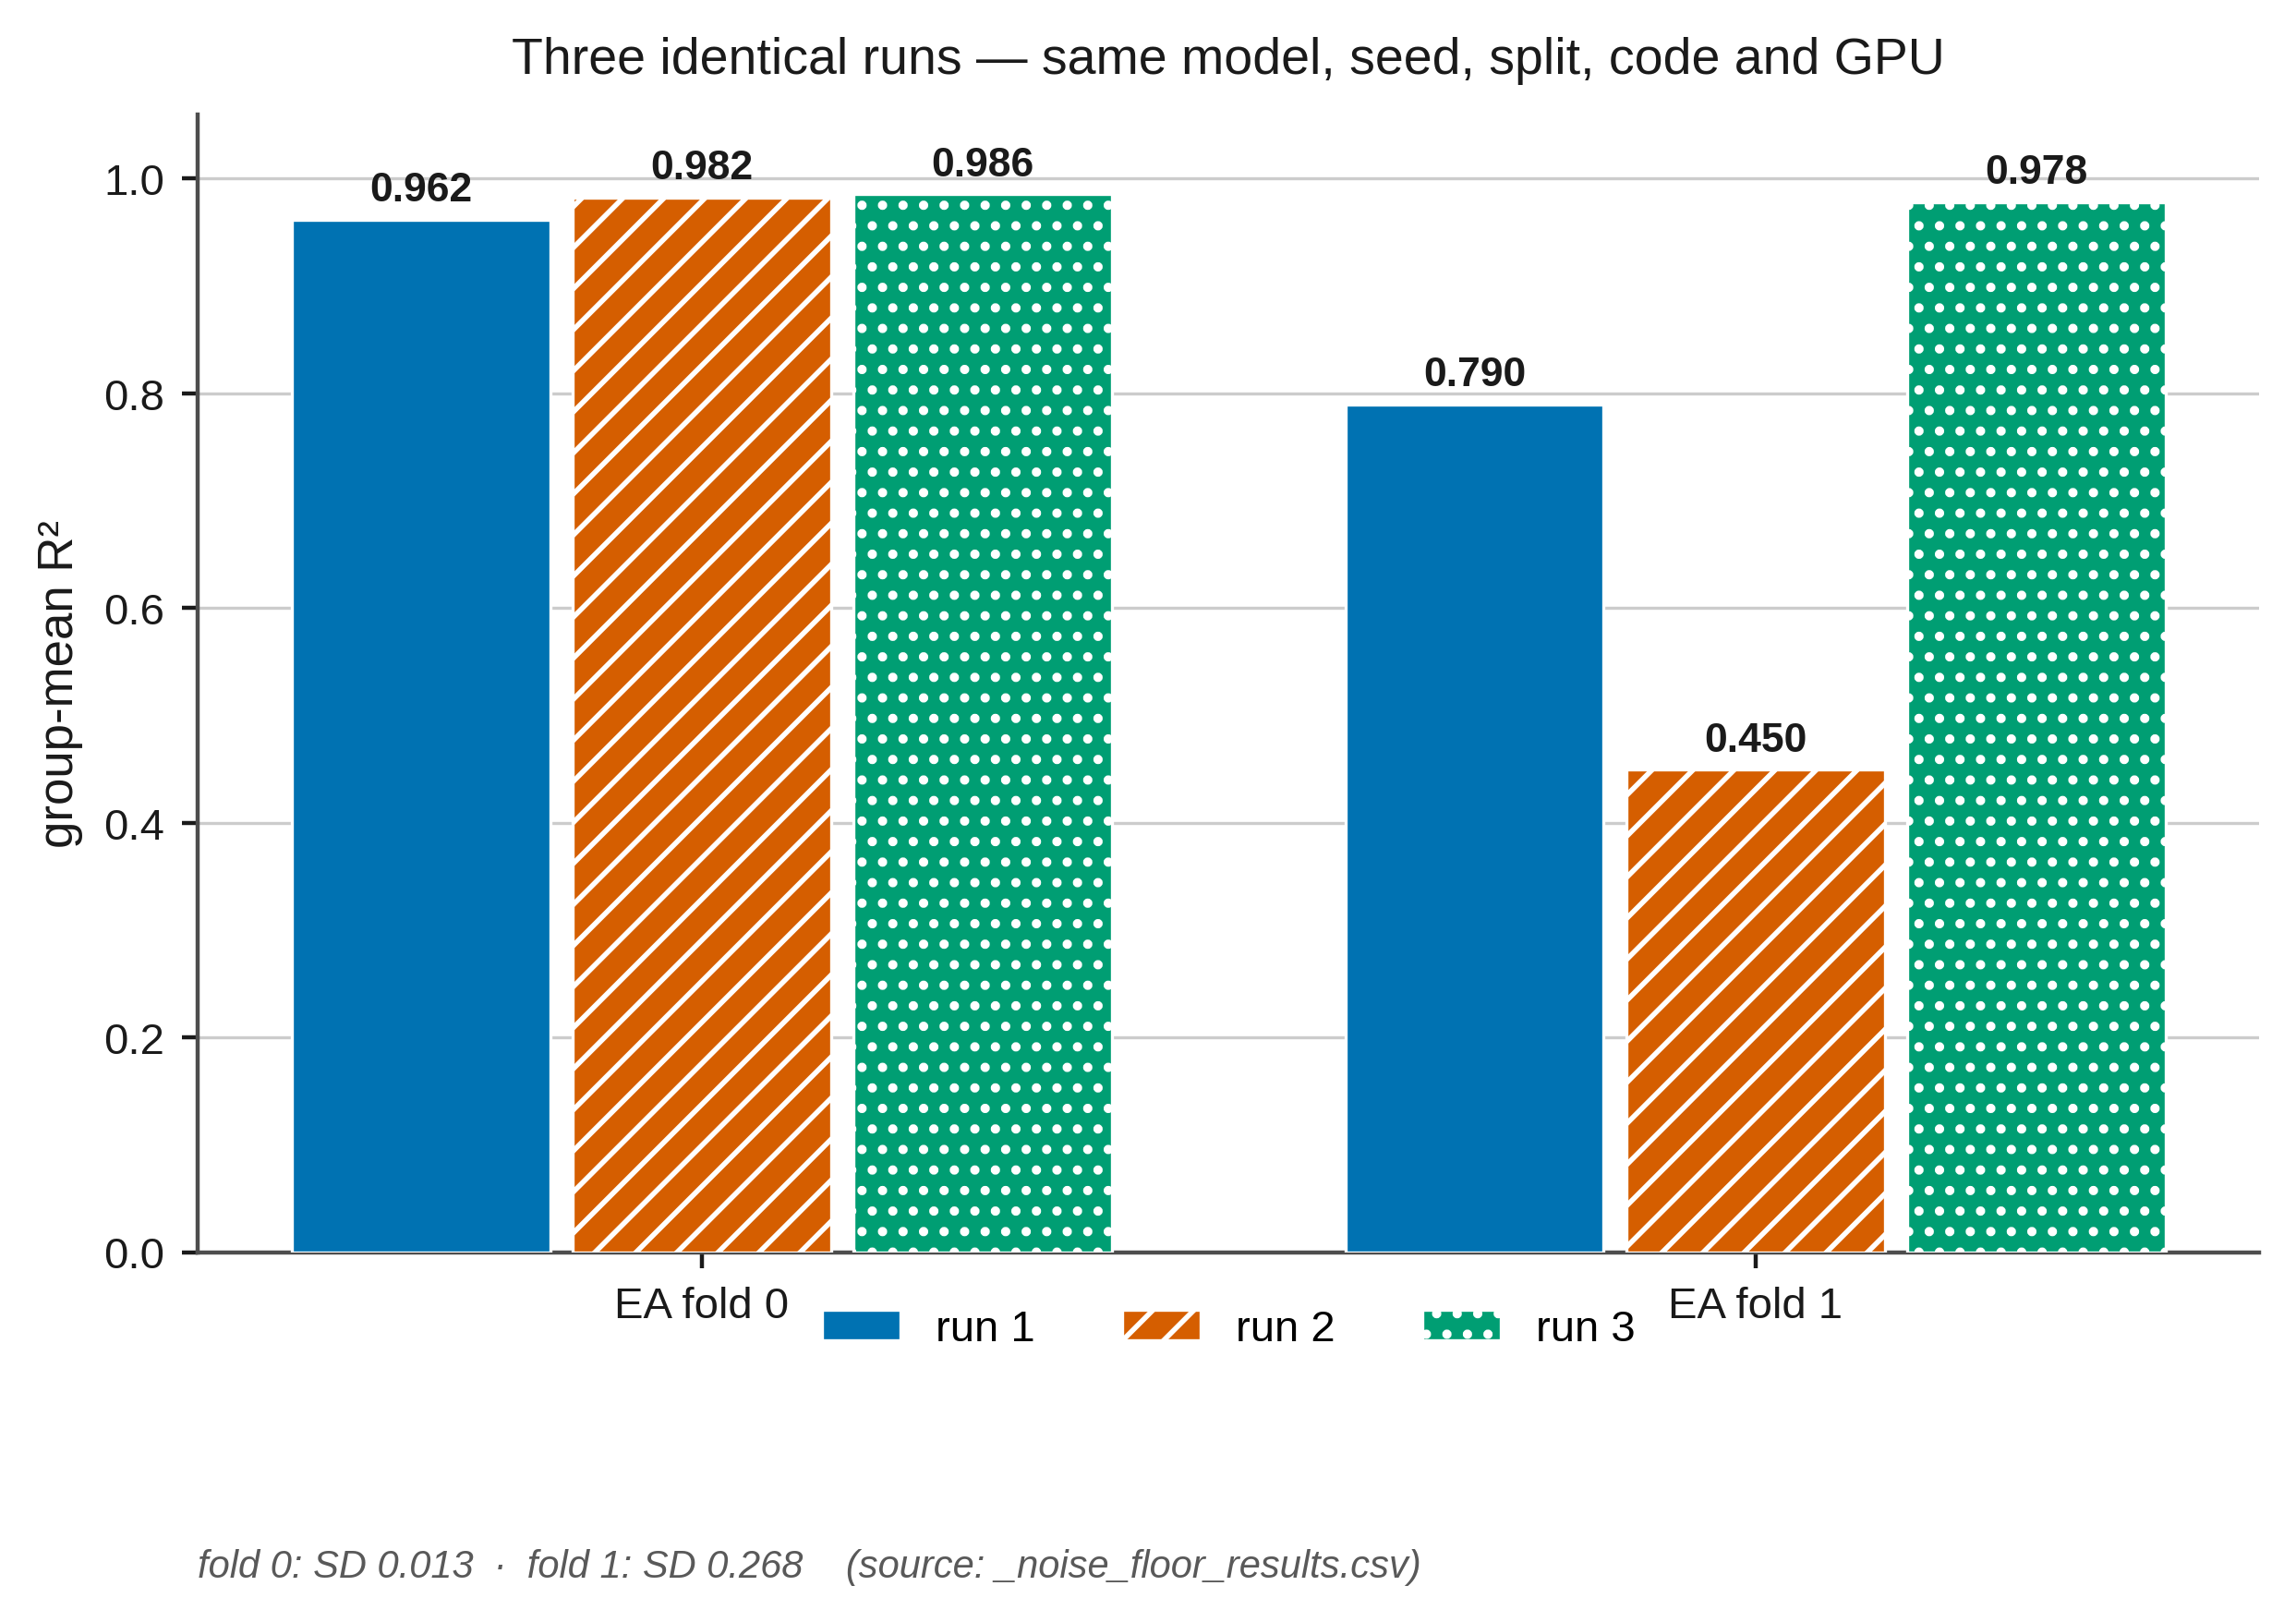 Three identical runs — same model, seed, split, code and GPU
group-mean R²
1.0
0.8
0.6
0.4
0.2
0.0
0.962
0.982
0.986
0.790
0.450
0.978
EA fold 0
EA fold 1
run 1
run 2
run 3
fold 0: SD 0.013 · fold 1: SD 0.268 (source: _noise_floor_results.csv)